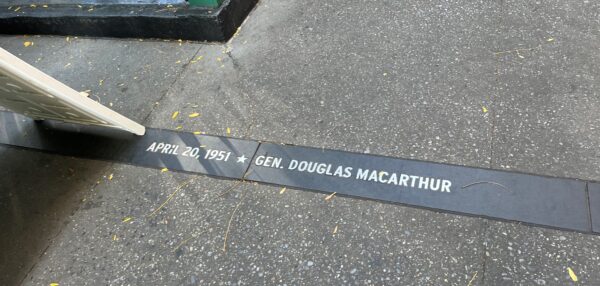 APRIL 20, 1951 ★ GEN. DOUGLAS MACARTHUR